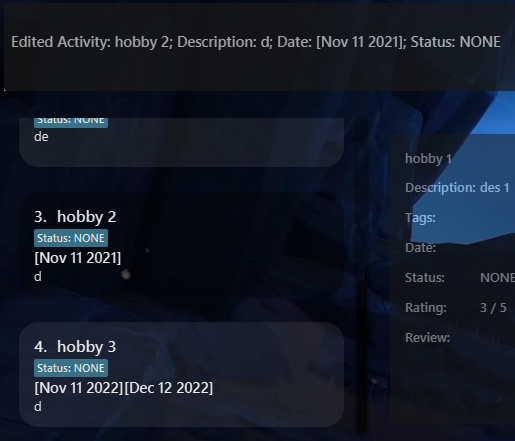 Edited Activity: hobby 2; Description: d; Date: [Nov 11 2021]; Status: NONE
Status: NONE
de
3. hobby 2
Status: NONE
[Nov 11 2021]
d
4. hobby 3
Status: NONE
[Nov 11 2022][Dec 12 2022]
d
hobby 1
Description: des 1
Tags:
Date:
Status: NONE
Rating: 3 / 5
Review: